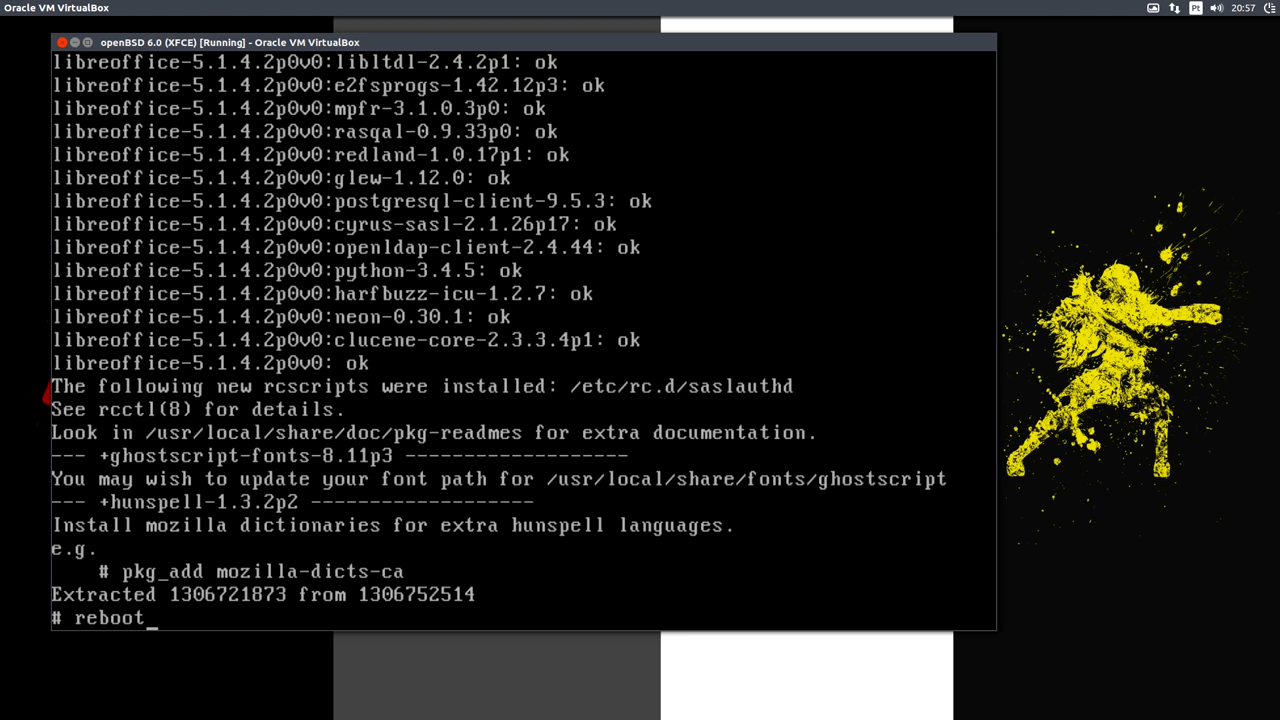 Oracle VM VirtualBox
Pt
20:57
openBSD 6.0 (XFCE) [Running] - Oracle VM VirtualBox
libreoffice-5.1.4.2p0v0:libltdl-2.4.2p1: ok
libreoffice-5.1.4.2p0v0:e2fsprogs-1.42.12p3: ok
libreoffice-5.1.4.2p0v0:mpfr-3.1.0.3p0: ok
libreoffice-5.1.4.2p0v0:rasqal-0.9.33p0: ok
libreoffice-5.1.4.2p0v0:redland-1.0.17p1: ok
libreoffice-5.1.4.2p0v0:glew-1.12.0: ok
libreoffice-5.1.4.2p0v0:postgresql-client-9.5.3: ok
libreoffice-5.1.4.2p0v0:cyrus-sasl-2.1.26p17: ok
libreoffice-5.1.4.2p0v0:openldap-client-2.4.44: ok
libreoffice-5.1.4.2p0v0:python-3.4.5: ok
libreoffice-5.1.4.2p0v0:harfbuzz-icu-1.2.7: ok
libreoffice-5.1.4.2p0v0:neon-0.30.1: ok
libreoffice-5.1.4.2p0v0:clucene-core-2.3.3.4p1: ok
libreoffice-5.1.4.2p0v0: ok
The following new rcscripts were installed: /etc/rc.d/saslauthd
See rcctl(8) for details.
Look in /usr/local/share/doc/pkg-readmes for extra documentation.
--- +ghostscript-fonts-8.11p3 -------------------
You may wish to update your font path for /usr/local/share/fonts/ghostscript
--- +hunspell-1.3.2p2 -------------------
Install mozilla dictionaries for extra hunspell languages.
e.g.
    # pkg_add mozilla-dicts-ca
Extracted 1306721873 from 1306752514
# reboot_